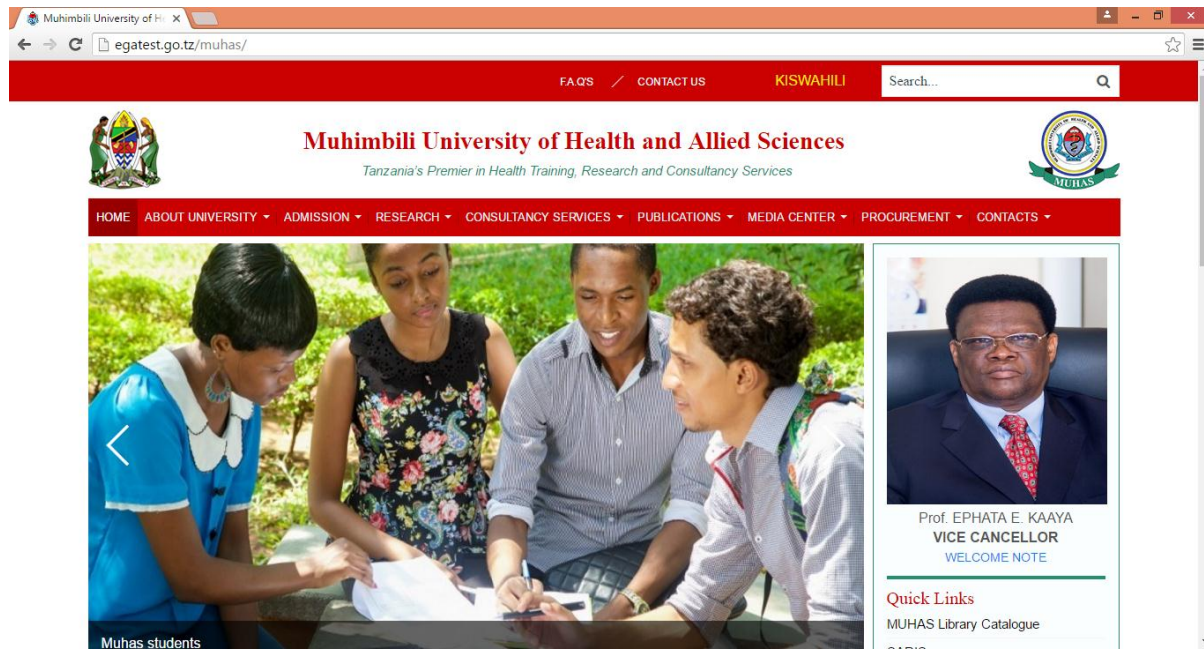 Muhimbili University of H
egatest.go.tz/muhas/
F.A.Q'S / CONTACT US KISWAHILI Search...
Muhimbili University of Health and Allied Sciences
Tanzania's Premier in Health Training, Research and Consultancy Services
MUHAS
HOME ABOUT UNIVERSITY ADMISSION RESEARCH CONSULTANCY SERVICES PUBLICATIONS MEDIA CENTER PROCUREMENT CONTACTS
Prof. EPHATA E. KAAYA
VICE CANCELLOR
WELCOME NOTE
Quick Links
MUHAS Library Catalogue
Muhas students